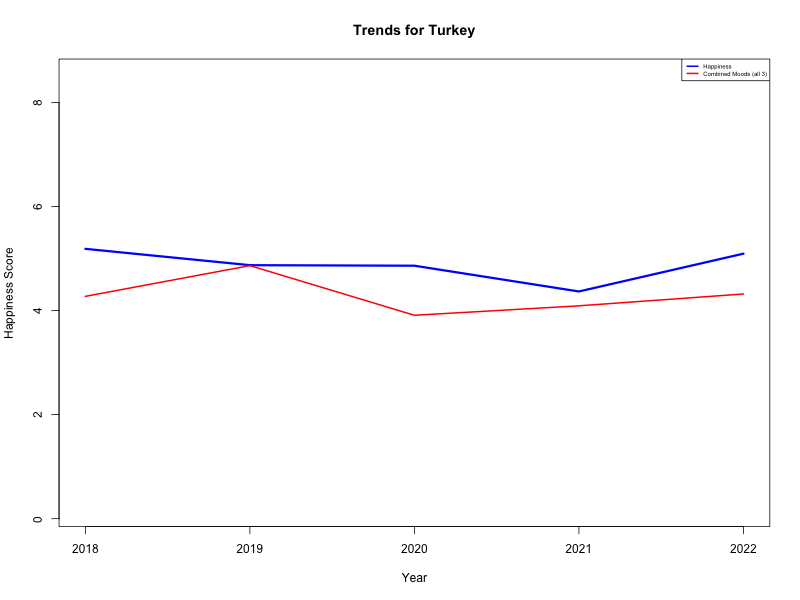 Trends for Turkey
Happiness
Combined Moods (all 3)
8
6
4
2
0
Happiness Score
2018 2019 2020 2021 2022
Year